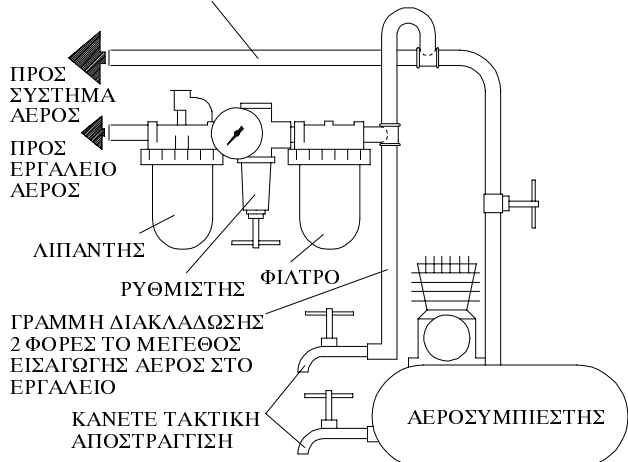 ΠΡΟΣ
ΣΥΣΤΗΜΑ
ΑΕΡΟΣ
ΠΡΟΣ
ΕΡΓΑΛΕΙΟ
ΑΕΡΟΣ
ΛΙΠΑΝΤΗΣ
ΡΥΘΜΙΣΤΗΣ
ΦΙΛΤΡΟ
ΓΡΑΜΜΗ ΔΙΑΚΛΑΔΩΣΗΣ
2 ΦΟΡΕΣ ΤΟ ΜΕΓΕΘΟΣ
ΕΙΣΑΓΩΓΗΣ ΑΕΡΟΣ ΣΤΟ
ΕΡΓΑΛΕΙΟ
ΚΑΝΕΤΕ ΤΑΚΤΙΚΗ
ΑΠΟΣΤΡΑΓΓΙΣΗ
ΑΕΡΟΣΥΜΠΙΕΣΤΗΣ